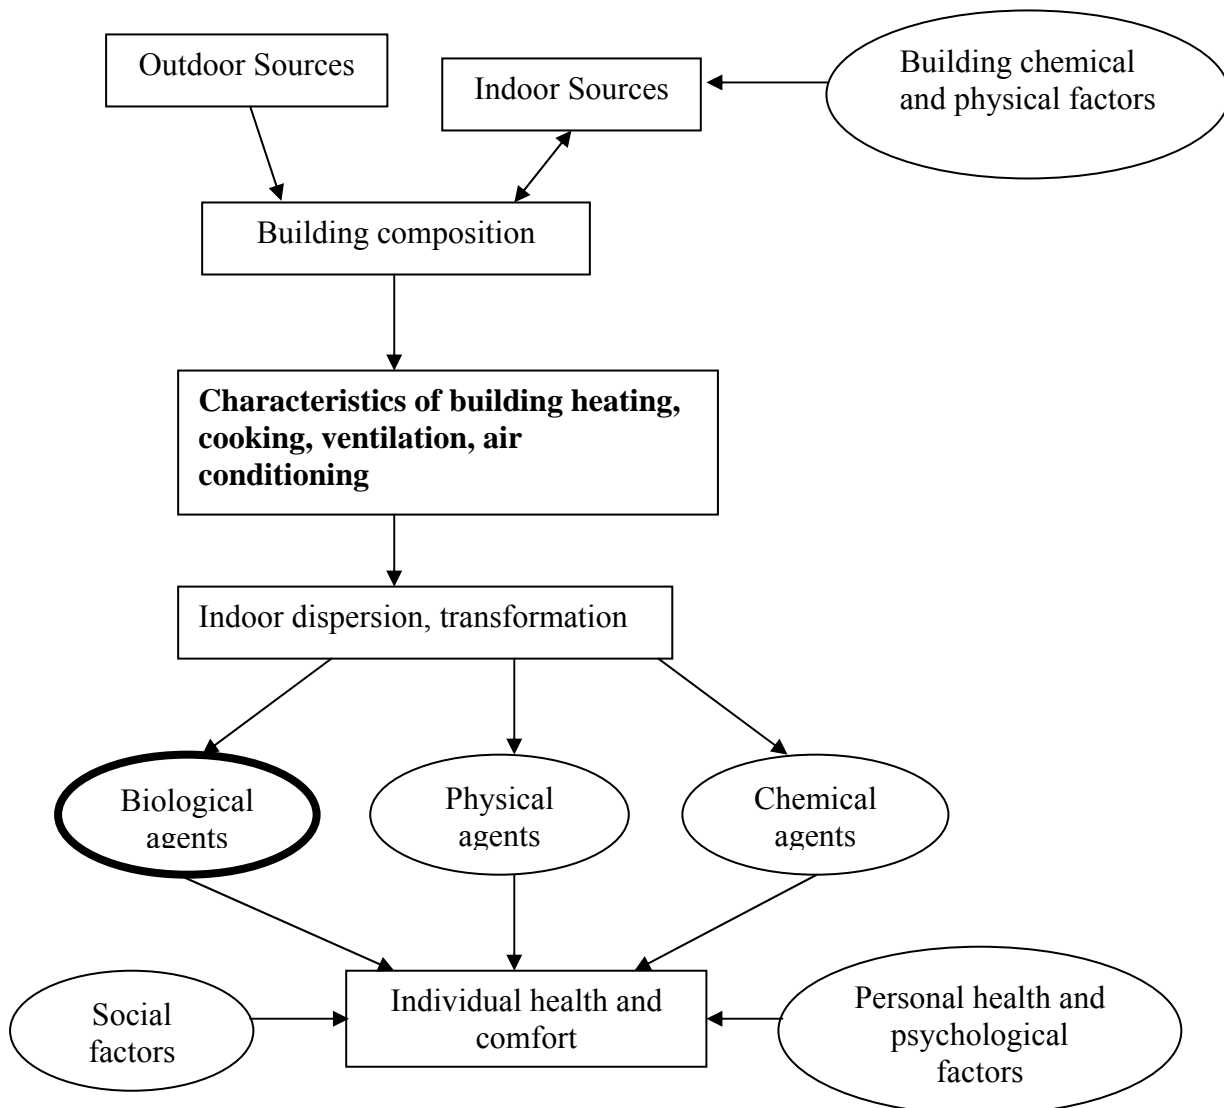 Outdoor Sources
Indoor Sources
Building chemical
and physical factors
Building composition
Characteristics of building heating,
cooking, ventilation, air
conditioning
Indoor dispersion, transformation
Biological
agents
Physical
agents
Chemical
agents
Social
factors
Individual health and
comfort
Personal health and
psychological
factors